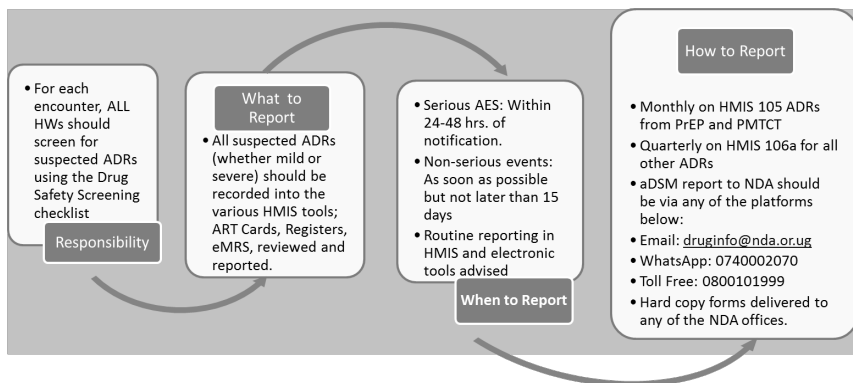 • For each
encounter, ALL
HWs should
screen for
suspected ADRs
using the Drug
Safety Screening
checklist
Responsibility
What to
Report
• All suspected ADRs
(whether mild or
severe) should be
recorded into the
various HMIS tools;
ART Cards, Registers,
eMRS, reviewed and
reported.
• Serious AES: Within
24-48 hrs. of
notification.
• Non-serious events:
As soon as possible
but not later than 15
days
• Routine reporting in
HMIS and electronic
tools advised
When to Report
How to Report
• Monthly on HMIS 105 ADRs
from PrEP and PMTCT
• Quarterly on HMIS 106a for all
other ADRs
• aDSM report to NDA should
be via any of the platforms
below:
• Email: druginfo@nda.or.ug
• WhatsApp: 0740002070
• Toll Free: 0800101999
• Hard copy forms delivered to
any of the NDA offices.